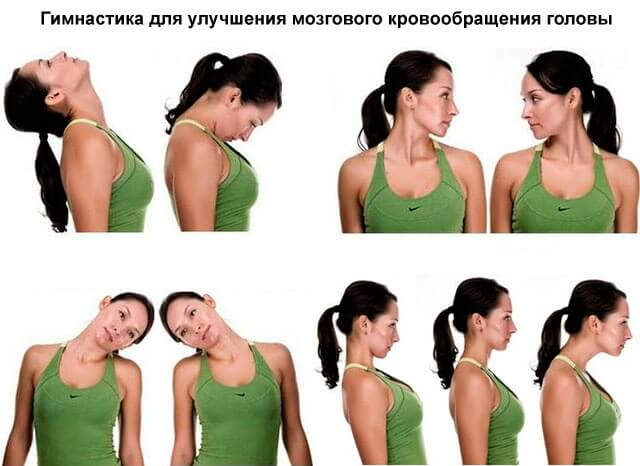 Гимнастика для улучшения мозгового кровообращения головы